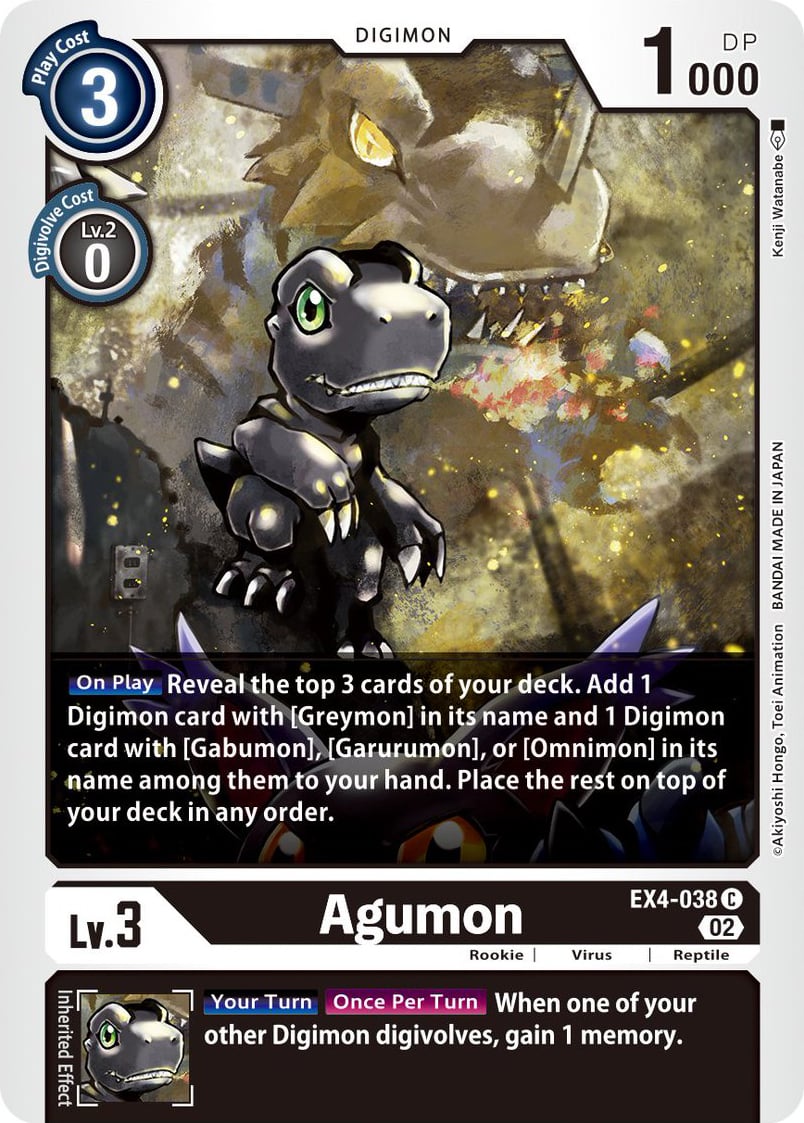 DIGIMON
Play Cost
3
1000
DP
Digivolve Cost
Lv.2
0
Kenji Watanabe
BANDAI MADE IN JAPAN
©Akiyoshi Hongo, Toei Animation
On Play Reveal the top 3 cards of your deck. Add 1
Digimon card with [Greymon] in its name and 1 Digimon
card with [Gabumon], [Garurumon], or [Omnimon] in its
name among them to your hand. Place the rest on top of
your deck in any order.
Lv.3
Agumon
EX4-038 C
02
Rookie | Virus | Reptile
Inherited Effect
Your Turn Once Per Turn When one of your
other Digimon digivolves, gain 1 memory.